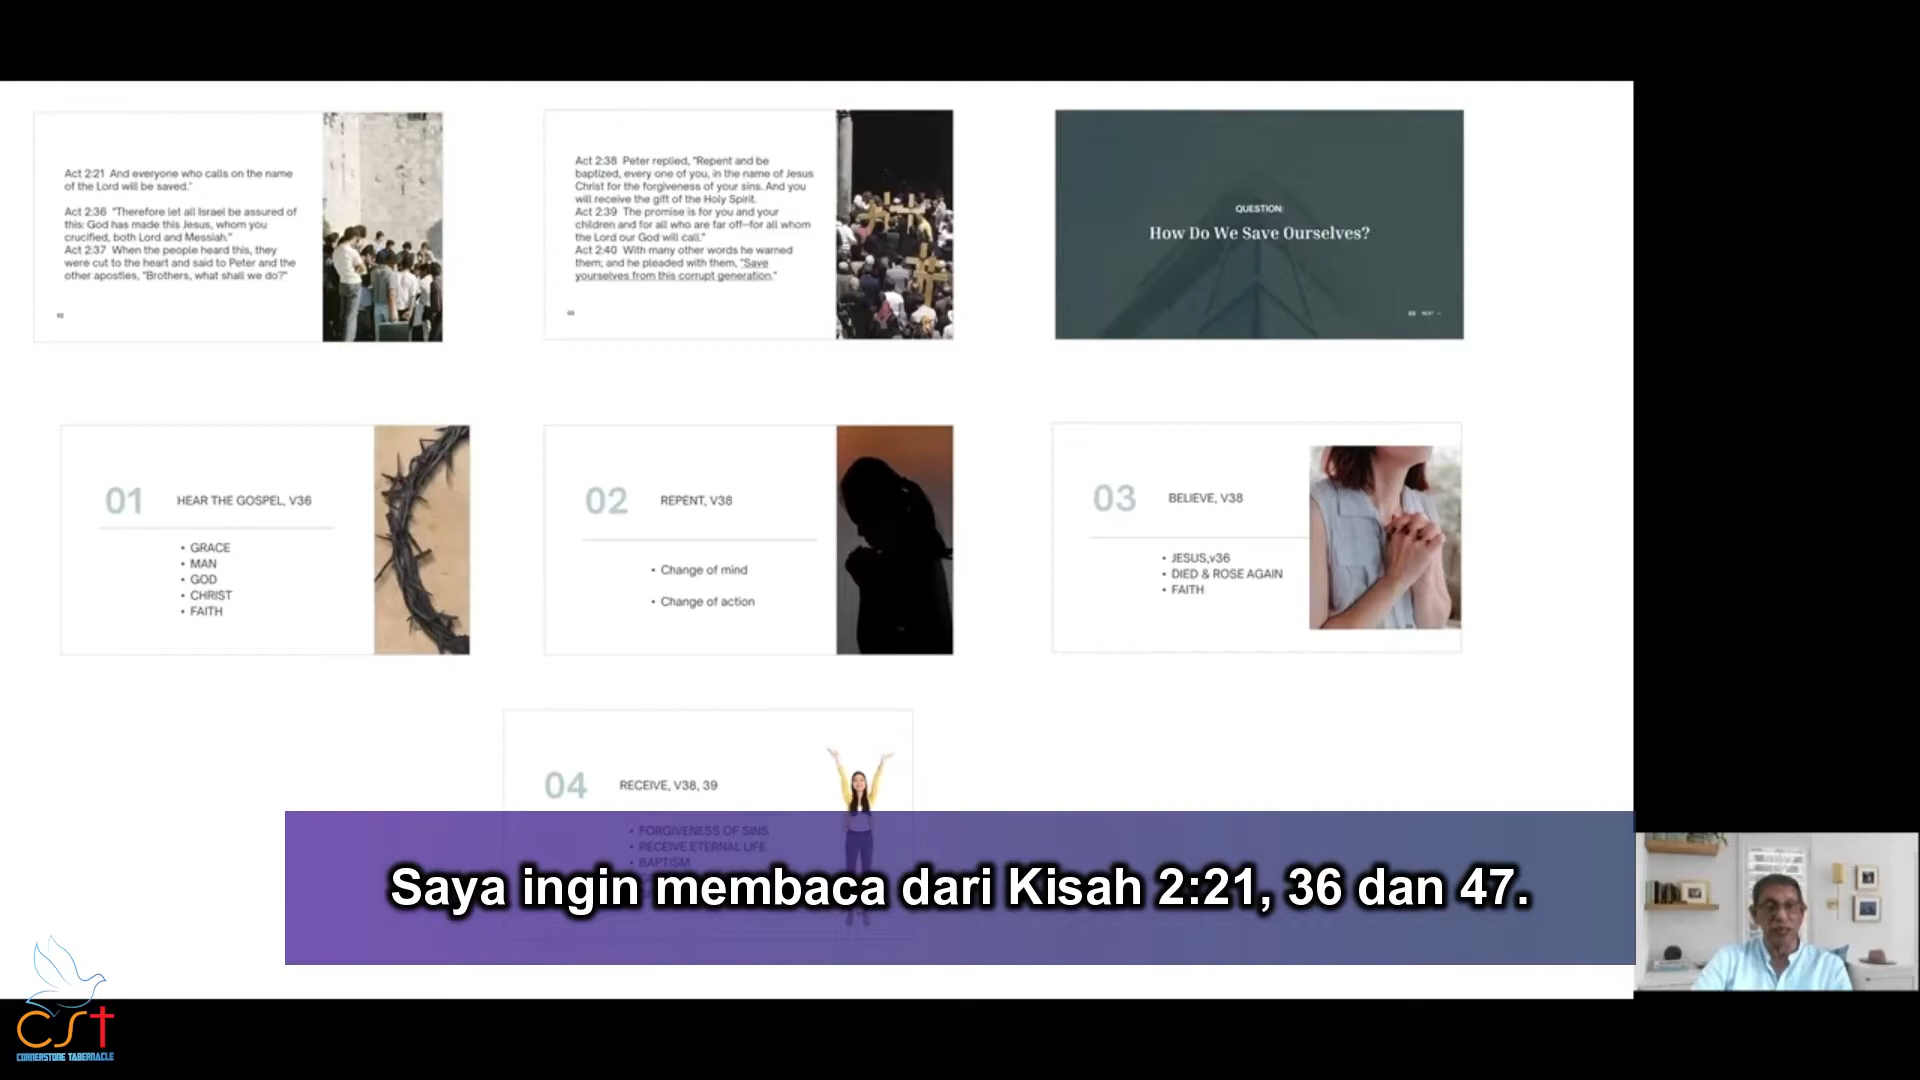 Act 2:21 And everyone who calls on the name
of the Lord will be saved.'
Act 2:36 "Therefore let all Israel be assured of
this: God has made this Jesus, whom you
crucified, both Lord and Messiah."
Act 2:37 When the people heard this, they
were cut to the heart and said to Peter and the
other apostles, "Brothers, what shall we do?"
Act 2:38 Peter replied, "Repent and be
baptized, every one of you, in the name of Jesus
Christ for the forgiveness of your sins. And you
will receive the gift of the Holy Spirit.
Act 2:39 The promise is for you and your
children and for all who are far off—for all whom
the Lord our God will call."
Act 2:40 With many other words he warned
them; and he pleaded with them, "Save
yourselves from this corrupt generation."
QUESTION:
How Do We Save Ourselves?
NEXT
01 HEAR THE GOSPEL, V36
• GRACE
• MAN
• GOD
• CHRIST
• FAITH
02 REPENT, V38
• Change of mind
• Change of action
03 BELIEVE, V38
• JESUS,v36
• DIED & ROSE AGAIN
• FAITH
04 RECEIVE, V38, 39
• FORGIVENESS OF SINS
• RECEIVE ETERNAL LIFE
• BAPTISM
Saya ingin membaca dari Kisah 2:21, 36 dan 47.
CST
CORNERSTONE TABERNACLE